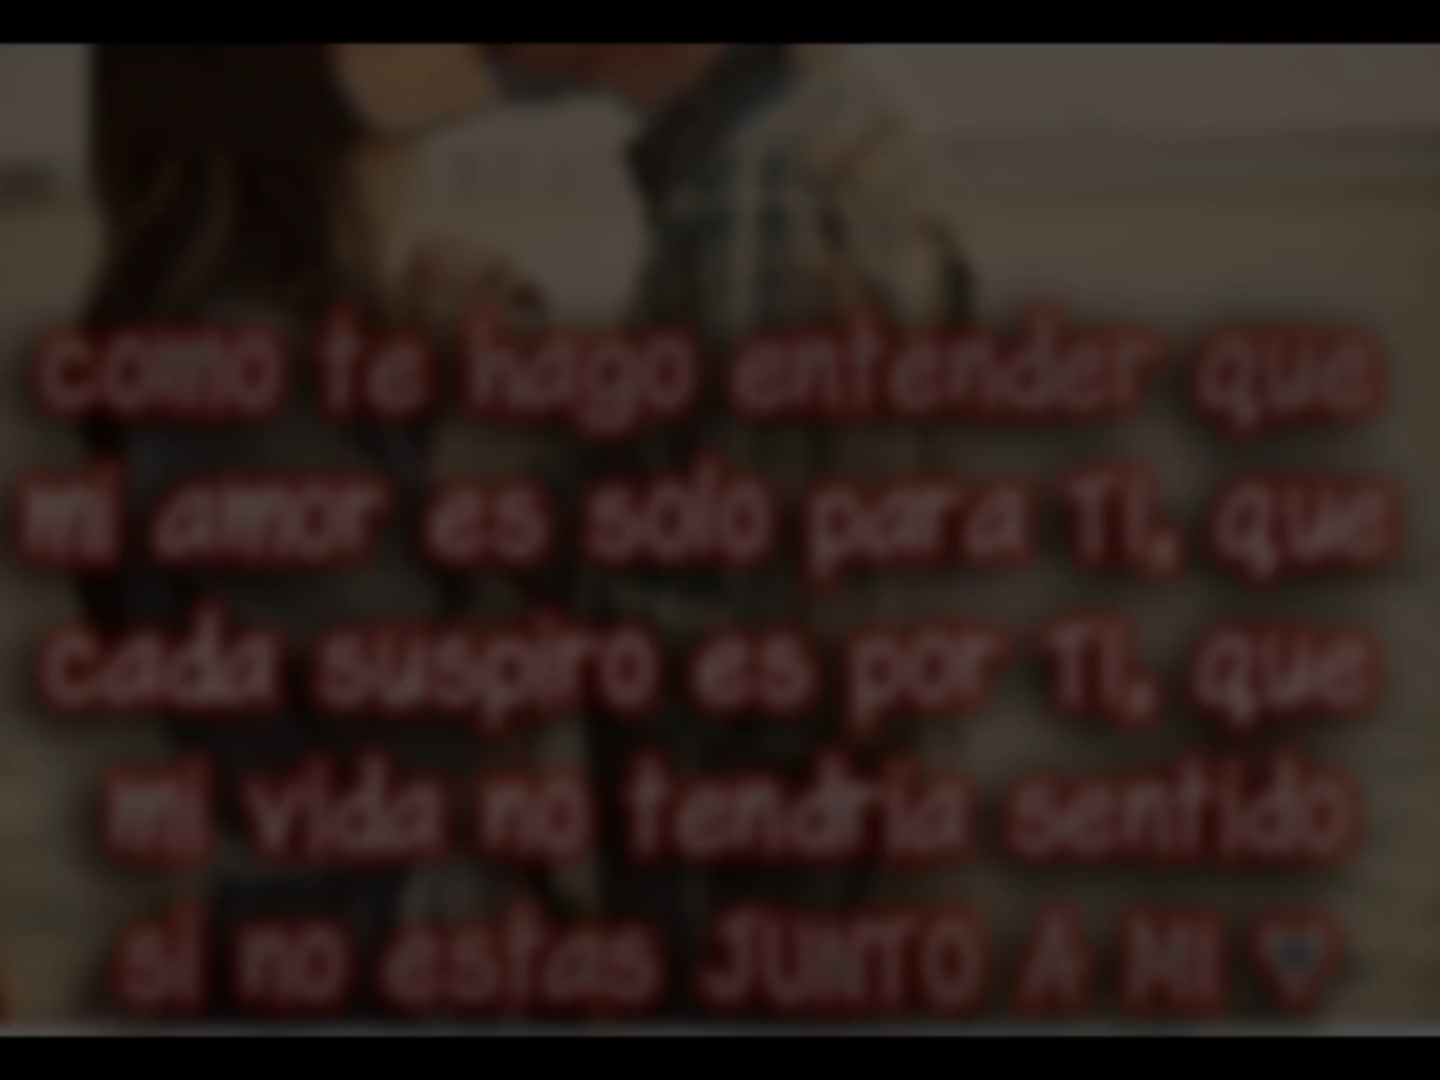 como te hago entender que
mi amor es solo para TI, que
cada suspiro es por TI, que
mi vida no tendria sentido
si no estas JUNTO A MI ♥